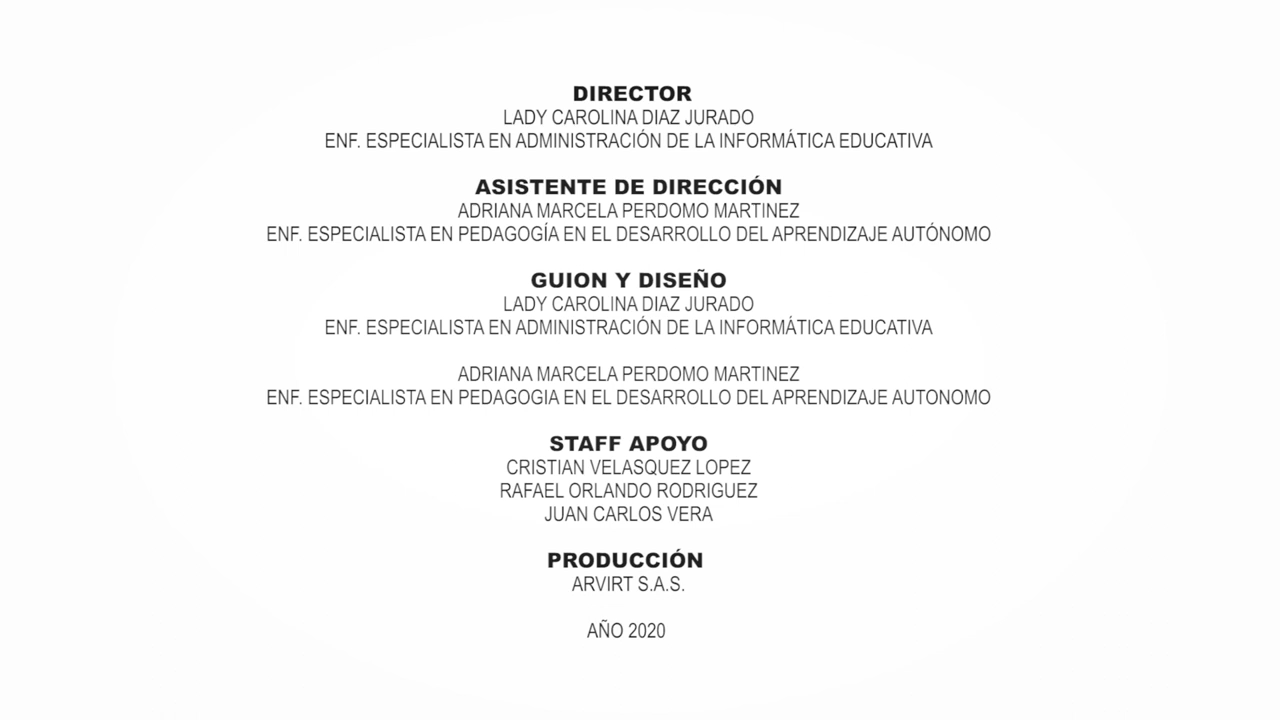 DIRECTOR
LADY CAROLINA DIAZ JURADO
ENF. ESPECIALISTA EN ADMINISTRACIÓN DE LA INFORMÁTICA EDUCATIVA
ASISTENTE DE DIRECCIÓN
ADRIANA MARCELA PERDOMO MARTINEZ
ENF. ESPECIALISTA EN PEDAGOGÍA EN EL DESARROLLO DEL APRENDIZAJE AUTÓNOMO
GUION Y DISEÑO
LADY CAROLINA DIAZ JURADO
ENF. ESPECIALISTA EN ADMINISTRACIÓN DE LA INFORMÁTICA EDUCATIVA
ADRIANA MARCELA PERDOMO MARTINEZ
ENF. ESPECIALISTA EN PEDAGOGIA EN EL DESARROLLO DEL APRENDIZAJE AUTONOMO
STAFF APOYO
CRISTIAN VELASQUEZ LOPEZ
RAFAEL ORLANDO RODRIGUEZ
JUAN CARLOS VERA
PRODUCCIÓN
ARVIRT S.A.S.
AÑO 2020